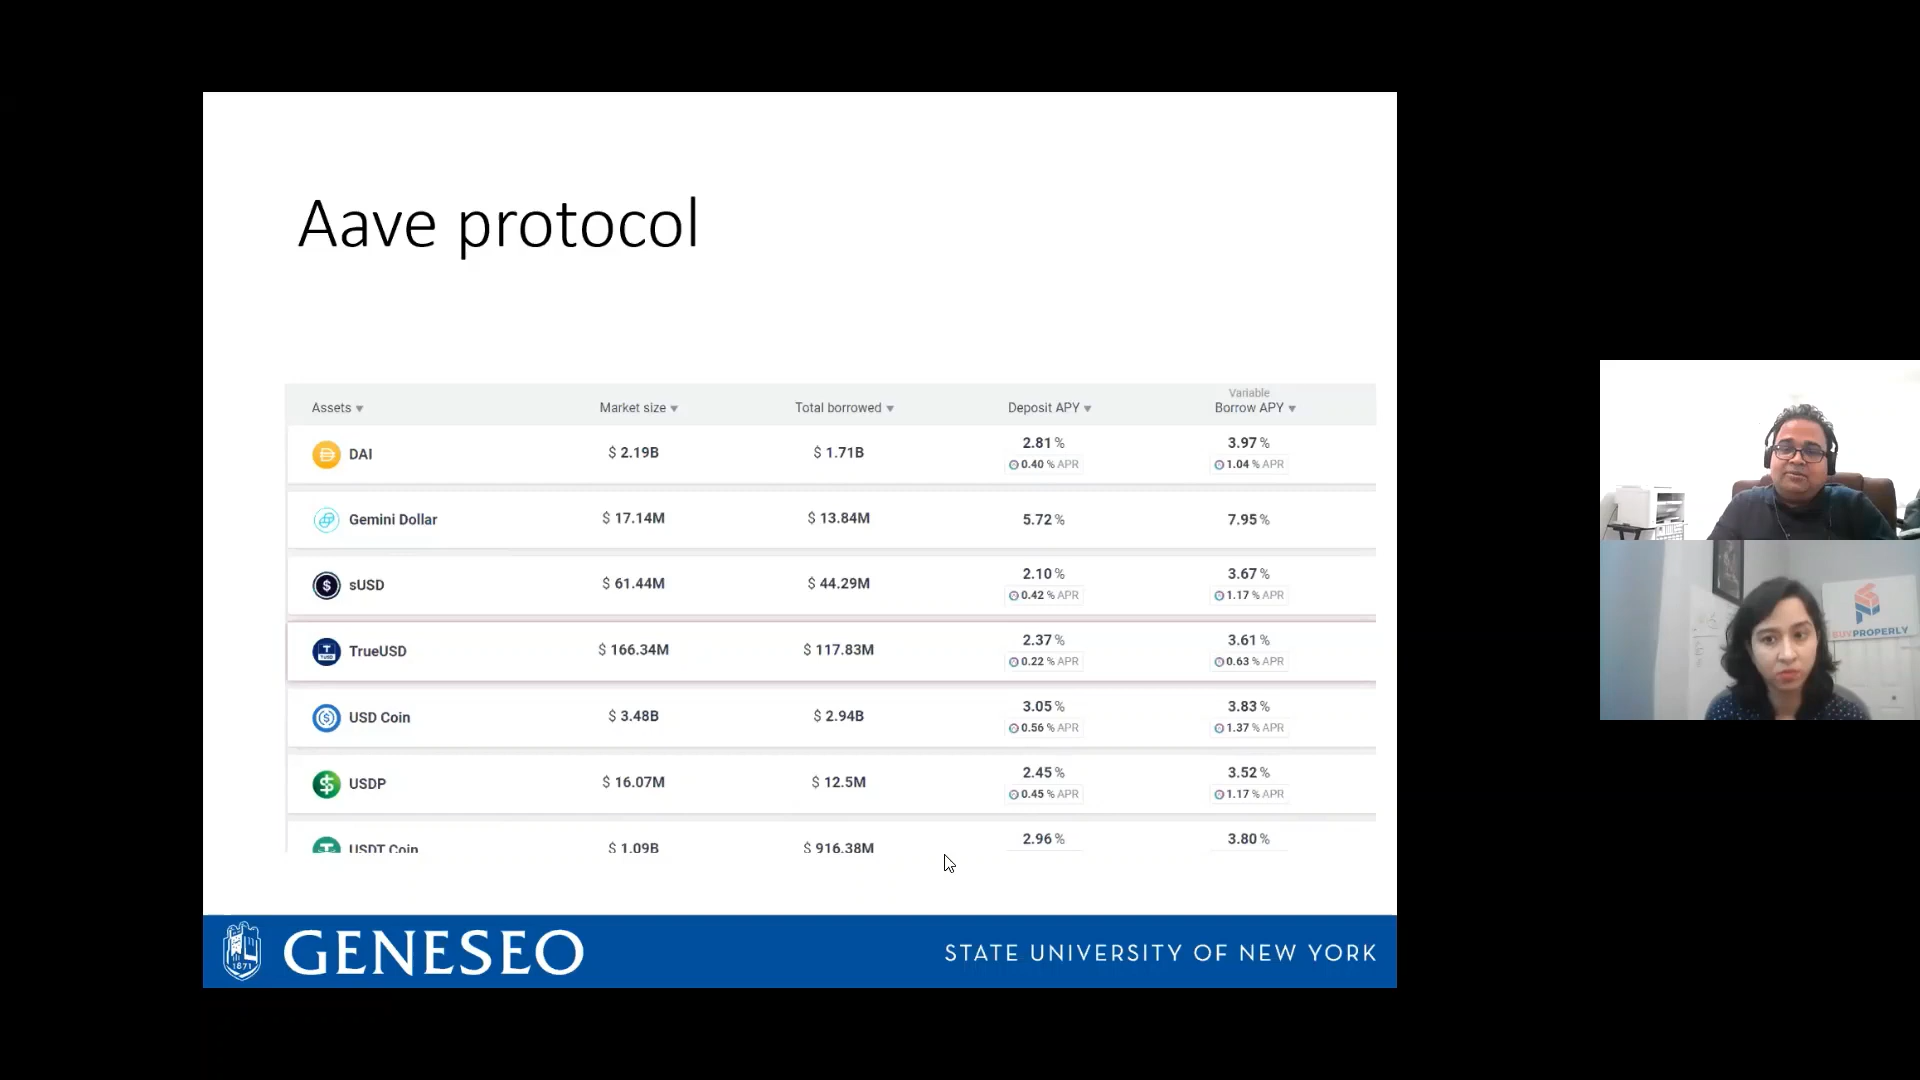 Aave protocol
Variable
Assets Market size Total borrowed Deposit APY Borrow APY
DAI $ 2.19B $ 1.71B 2.81 % 3.97 %
0.40 % APR 1.04 % APR
Gemini Dollar $ 17.14M $ 13.84M 5.72 % 7.95 %
sUSD $ 61.44M $ 44.29M 2.10 % 3.67 %
0.42 % APR 1.17 % APR
TrueUSD $ 166.34M $ 117.83M 2.37 % 3.61 %
0.22 % APR 0.63 % APR
USD Coin $ 3.48B $ 2.94B 3.05 % 3.83 %
0.56 % APR 1.37 % APR
USDP $ 16.07M $ 12.5M 2.45 % 3.52 %
0.45 % APR 1.17 % APR
USDT Coin $ 1.09B $ 916.38M 2.96 % 3.80 %
1871
GENESEO
STATE UNIVERSITY OF NEW YORK
BUYPROPERLY